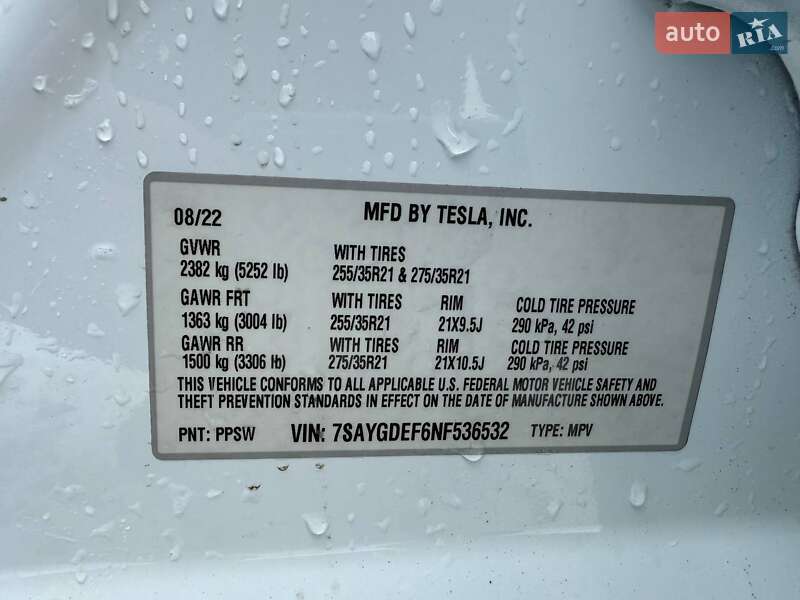 auto RIA.com
08/22 MFD BY TESLA, INC.
GVWR WITH TIRES
2382 kg (5252 lb) 255/35R21 & 275/35R21
GAWR FRT WITH TIRES RIM COLD TIRE PRESSURE
1363 kg (3004 lb) 255/35R21 21X9.5J 290 kPa, 42 psi
GAWR RR WITH TIRES RIM COLD TIRE PRESSURE
1500 kg (3306 lb) 275/35R21 21X10.5J 290 kPa, 42 psi
THIS VEHICLE CONFORMS TO ALL APPLICABLE U.S. FEDERAL MOTOR VEHICLE SAFETY AND
THEFT PREVENTION STANDARDS IN EFFECT ON THE DATE OF MANUFACTURE SHOWN ABOVE.
PNT: PPSW VIN: 7SAYGDEF6NF536532 TYPE: MPV